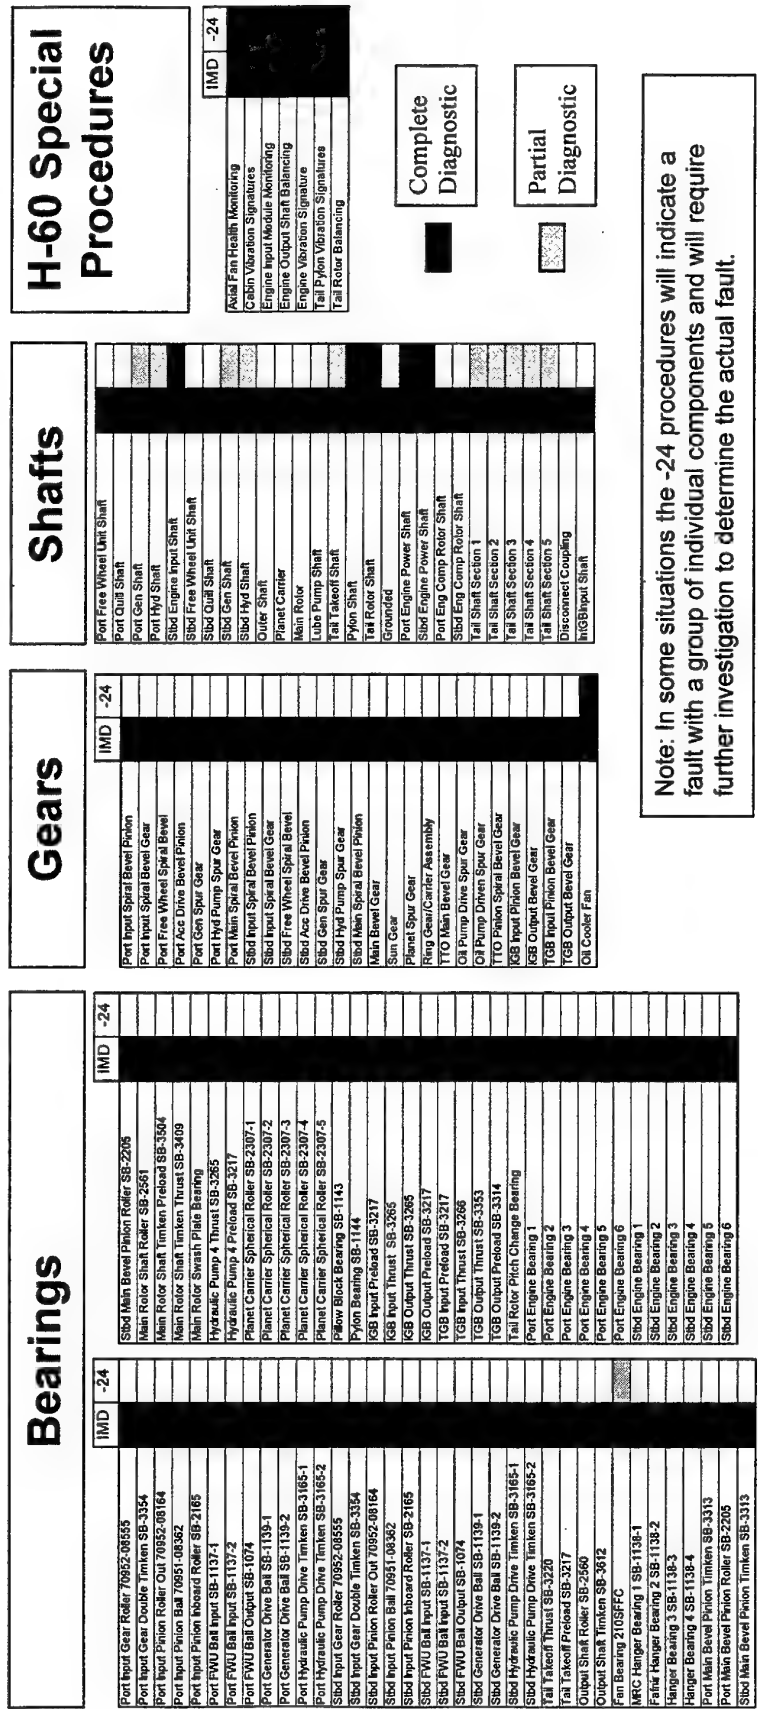 Bearings
IMD -24
Port Input Gear Roller 70952-08555
Port Input Gear Double Timken SB-3354
Port Input Pinion Roller Out 70952-08164
Port Input Pinion Ball 70951-08362
Port Input Pinion Inboard Roller SB-2165
Port FWU Ball Input SB-1137-1
Port FWU Ball Input SB-1137-2
Port FWU Ball Output SB-1074
Port Generator Drive Ball SB-1139-1
Port Generator Drive Ball SB-1139-2
Port Hydraulic Pump Drive Timken SB-3165-1
Port Hydraulic Pump Drive Timken SB-3165-2
Stbd Input Gear Roller 70952-08555
Stbd Input Gear Double Timken SB-3354
Stbd Input Pinion Roller Out 70952-08164
Stbd Input Pinion Ball 70951-08362
Stbd Input Pinion Inboard Roller SB-2165
Stbd FWU Ball Input SB-1137-1
Stbd FWU Ball Input SB-1137-2
Stbd FWU Ball Output SB-1074
Stbd Generator Drive Ball SB-1139-1
Stbd Generator Drive Ball SB-1139-2
Stbd Hydraulic Pump Drive Timken SB-3165-1
Stbd Hydraulic Pump Drive Timken SB-3165-2
Tail Takeoff Thrust SB-3220
Tail Takeoff Preload SB-3217
Output Shaft Roller SB-2560
Output Shaft Timken SB-3612
Fan Bearing 210SFFC
MRC Hanger Bearing 1 SB-1138-1
Fafnir Hanger Bearing 2 SB-1138-2
Hanger Bearing 3 SB-1138-3
Hanger Bearing 4 SB-1138-4
Port Main Bevel Pinion Timken SB-3313
Port Main Bevel Pinion Roller SB-2205
Stbd Main Bevel Pinion Timken SB-3313
IMD -24
Stbd Main Bevel Pinion Roller SB-2205
Main Rotor Shaft Roller SB-2561
Main Rotor Shaft Timken Preload SB-3504
Main Rotor Shaft Timken Thrust SB-3409
Main Rotor Swash Plate Bearing
Hydraulic Pump 4 Thrust SB-3265
Hydraulic Pump 4 Preload SB-3217
Planet Carrier Spherical Roller SB-2307-1
Planet Carrier Spherical Roller SB-2307-2
Planet Carrier Spherical Roller SB-2307-3
Planet Carrier Spherical Roller SB-2307-4
Planet Carrier Spherical Roller SB-2307-5
Pillow Block Bearing SB-1143
Pylon Bearing SB-1144
IGB Input Preload SB-3217
IGB Input Thrust SB-3265
IGB Output Thrust SB-3265
IGB Output Preload SB-3217
TGB Input Preload SB-3217
TGB Input Thrust SB-3266
TGB Output Thrust SB-3353
TGB Output Preload SB-3314
Tail Rotor Pitch Change Bearing
Port Engine Bearing 1
Port Engine Bearing 2
Port Engine Bearing 3
Port Engine Bearing 4
Port Engine Bearing 5
Port Engine Bearing 6
Stbd Engine Bearing 1
Stbd Engine Bearing 2
Stbd Engine Bearing 3
Stbd Engine Bearing 4
Stbd Engine Bearing 5
Stbd Engine Bearing 6
Gears
IMD -24
Port Input Spiral Bevel Pinion
Port Input Spiral Bevel Gear
Port Free Wheel Spiral Bevel
Port Acc Drive Bevel Pinion
Port Gen Spur Gear
Port Hyd Pump Spur Gear
Port Main Spiral Bevel Pinion
Stbd Input Spiral Bevel Pinion
Stbd Input Spiral Bevel Gear
Stbd Free Wheel Spiral Bevel
Stbd Acc Drive Bevel Pinion
Stbd Gen Spur Gear
Stbd Hyd Pump Spur Gear
Stbd Main Spiral Bevel Pinion
Main Bevel Gear
Sun Gear
Planet Spur Gear
Ring Gear/Carrier Assembly
TTO Main Bevel Gear
Oil Pump Drive Spur Gear
Oil Pump Driven Spur Gear
TTO Pinion Spiral Bevel Gear
IGB Input Pinion Bevel Gear
IGB Output Bevel Gear
TGB Input Pinion Bevel Gear
TGB Output Bevel Gear
Oil Cooler Fan
Shafts
Port Free Wheel Unit Shaft
Port Quill Shaft
Port Gen Shaft
Port Hyd Shaft
Stbd Engine Input Shaft
Stbd Free Wheel Unit Shaft
Stbd Quill Shaft
Stbd Gen Shaft
Stbd Hyd Shaft
Outer Shaft
Planet Carrier
Main Rotor
Lube Pump Shaft
Tail Takeoff Shaft
Pylon Shaft
Tail Rotor Shaft
Grounded
Port Engine Power Shaft
Stbd Engine Power Shaft
Port Eng Comp Rotor Shaft
Stbd Eng Comp Rotor Shaft
Tail Shaft Section 1
Tail Shaft Section 2
Tail Shaft Section 3
Tail Shaft Section 4
Tail Shaft Section 5
Disconnect Coupling
IntGBInput Shaft
H-60 Special
Procedures
IMD -24
Axial Fan Health Monitoring
Cabin Vibration Signatures
Engine Input Module Monitoring
Engine Output Shaft Balancing
Engine Vibration Signature
Tail Pylon Vibration Signatures
Tail Rotor Balancing
Complete
Diagnostic
Partial
Diagnostic
Note: In some situations the -24 procedures will indicate a
fault with a group of individual components and will require
further investigation to determine the actual fault.